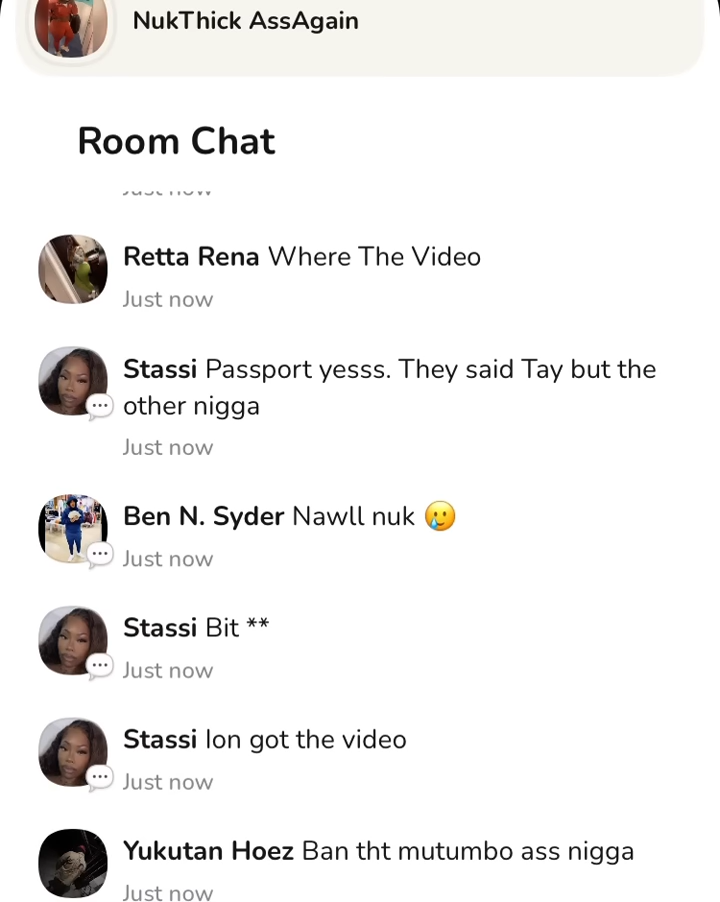 NukThick AssAgain
Room Chat
Just now
Retta Rena Where The Video
Just now
Stassi Passport yesss. They said Tay but the
other nigga
Just now
Ben N. Syder Nawll nuk 🥲
Just now
Stassi Bit **
Just now
Stassi Ion got the video
Just now
Yukutan Hoez Ban tht mutumbo ass nigga
Just now